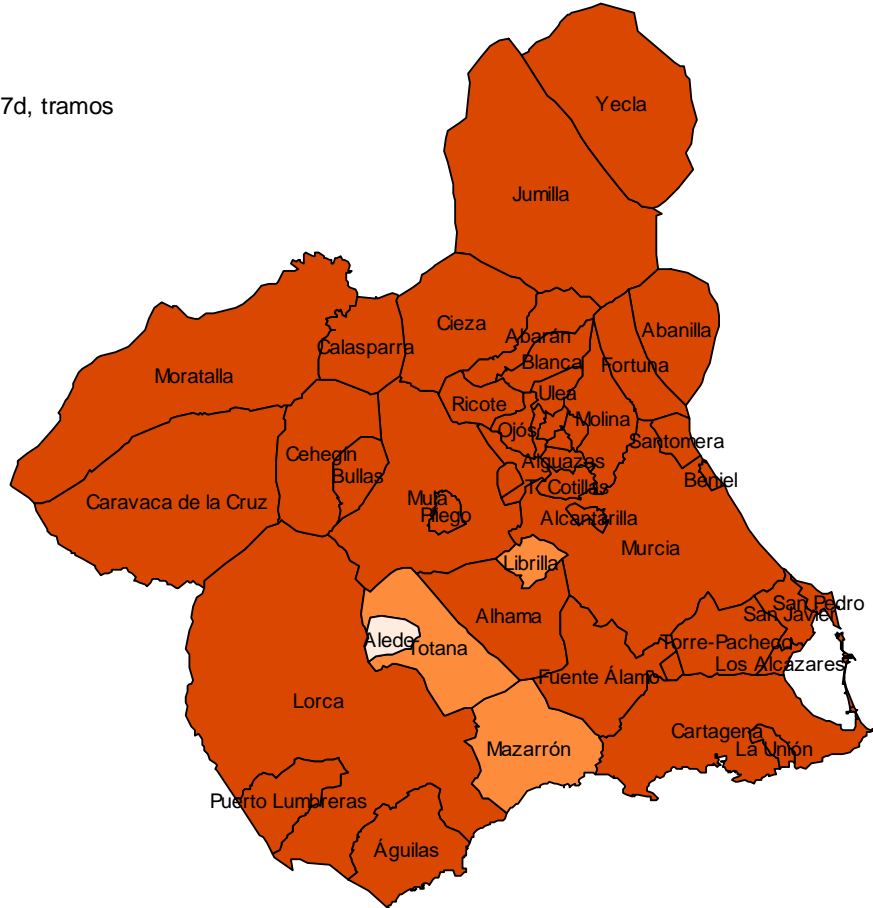 7d, tramos
Yecla
Jumilla
Cieza
Abarán
Abanilla
Calasparra
Blanca
Fortuna
Moratalla
Ulea
Ricote
Molina
Ojós
Santomera
Cehegín
Alguazas
Bullas
Beniel
Cotillas
Caravaca de la Cruz
Mula
Pliego
Alcantarilla
Murcia
Librilla
San Pedro
Alhama
San Javier
Aledo
Totana
Torre-Pacheco
Los Alcázares
Fuente Álamo
Lorca
Cartagena
Mazarrón
La Unión
Puerto Lumbreras
Águilas